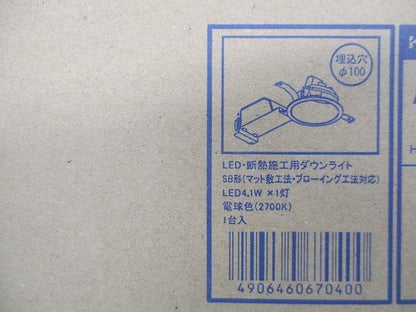 埋込穴
φ100
LED・断熱施工用ダウンライト
SB形(マット敷工法・ブローイング工法対応)
LED4.1W ×1灯
電球色(2700K)
1台入
4906460670400
H